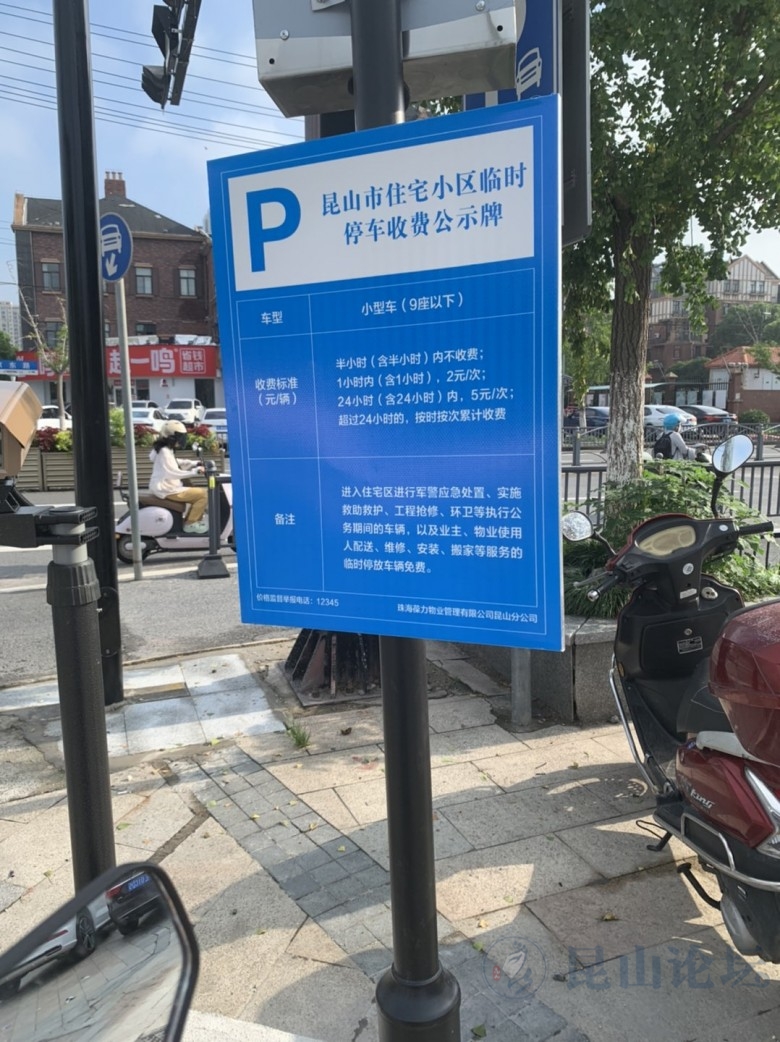 P
昆山市住宅小区临时
停车收费公示牌
车型
小型车（9座以下）
收费标准
（元/辆）
半小时（含半小时）内不收费；
1小时内（含1小时），2元/次；
24小时（含24小时）内，5元/次；
超过24小时的，按时按次累计收费
备注
进入住宅区进行军警应急处置、实施
救助救护、工程抢修、环卫等执行公
务期间的车辆，以及业主、物业使用
人配送、维修、安装、搬家等服务的
临时停放车辆免费。
价格监督举报电话：12345
珠海葆力物业管理有限公司昆山分公司
一鸣
省钱
超市
King
昆山论坛